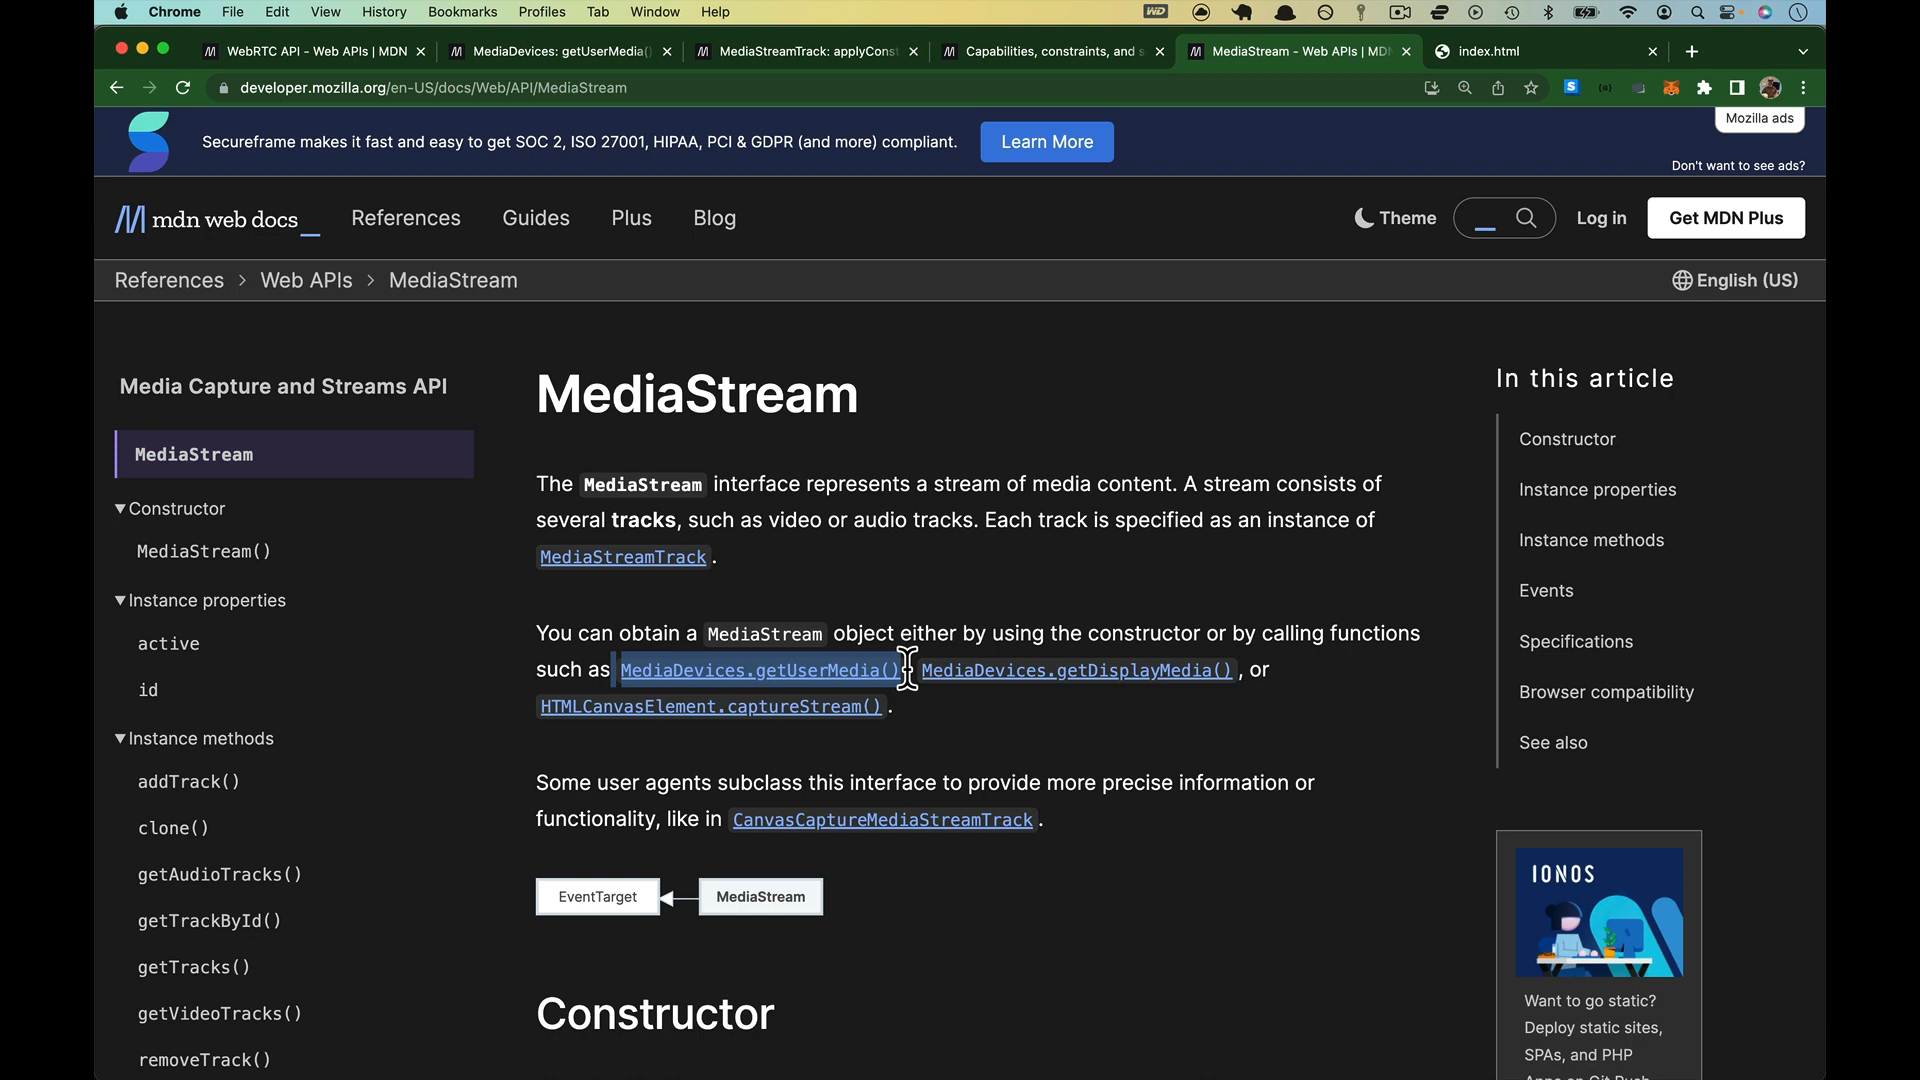 Chrome File Edit View History Bookmarks Profiles Tab Window Help
WebRTC API - Web APIs | MDN
MediaDevices: getUserMedia()
MediaStreamTrack: applyConst
Capabilities, constraints, and s
MediaStream - Web APIs | MDN
index.html
developer.mozilla.org/en-US/docs/Web/API/MediaStream
Secureframe makes it fast and easy to get SOC 2, ISO 27001, HIPAA, PCI & GDPR (and more) compliant.
Learn More
Mozilla ads
Don't want to see ads?
mdn web docs_
References Guides Plus Blog
Theme
Log in
Get MDN Plus
References > Web APIs > MediaStream
English (US)
Media Capture and Streams API
MediaStream
Constructor
MediaStream()
Instance properties
active
id
Instance methods
addTrack()
clone()
getAudioTracks()
getTrackById()
getTracks()
getVideoTracks()
removeTrack()
MediaStream
The MediaStream interface represents a stream of media content. A stream consists of
several tracks, such as video or audio tracks. Each track is specified as an instance of
MediaStreamTrack.
You can obtain a MediaStream object either by using the constructor or by calling functions
such as MediaDevices.getUserMedia(), MediaDevices.getDisplayMedia(), or
HTMLCanvasElement.captureStream().
Some user agents subclass this interface to provide more precise information or
functionality, like in CanvasCaptureMediaStreamTrack.
EventTarget MediaStream
Constructor
In this article
Constructor
Instance properties
Instance methods
Events
Specifications
Browser compatibility
See also
IONOS
Want to go static?
Deploy static sites,
SPAs, and PHP